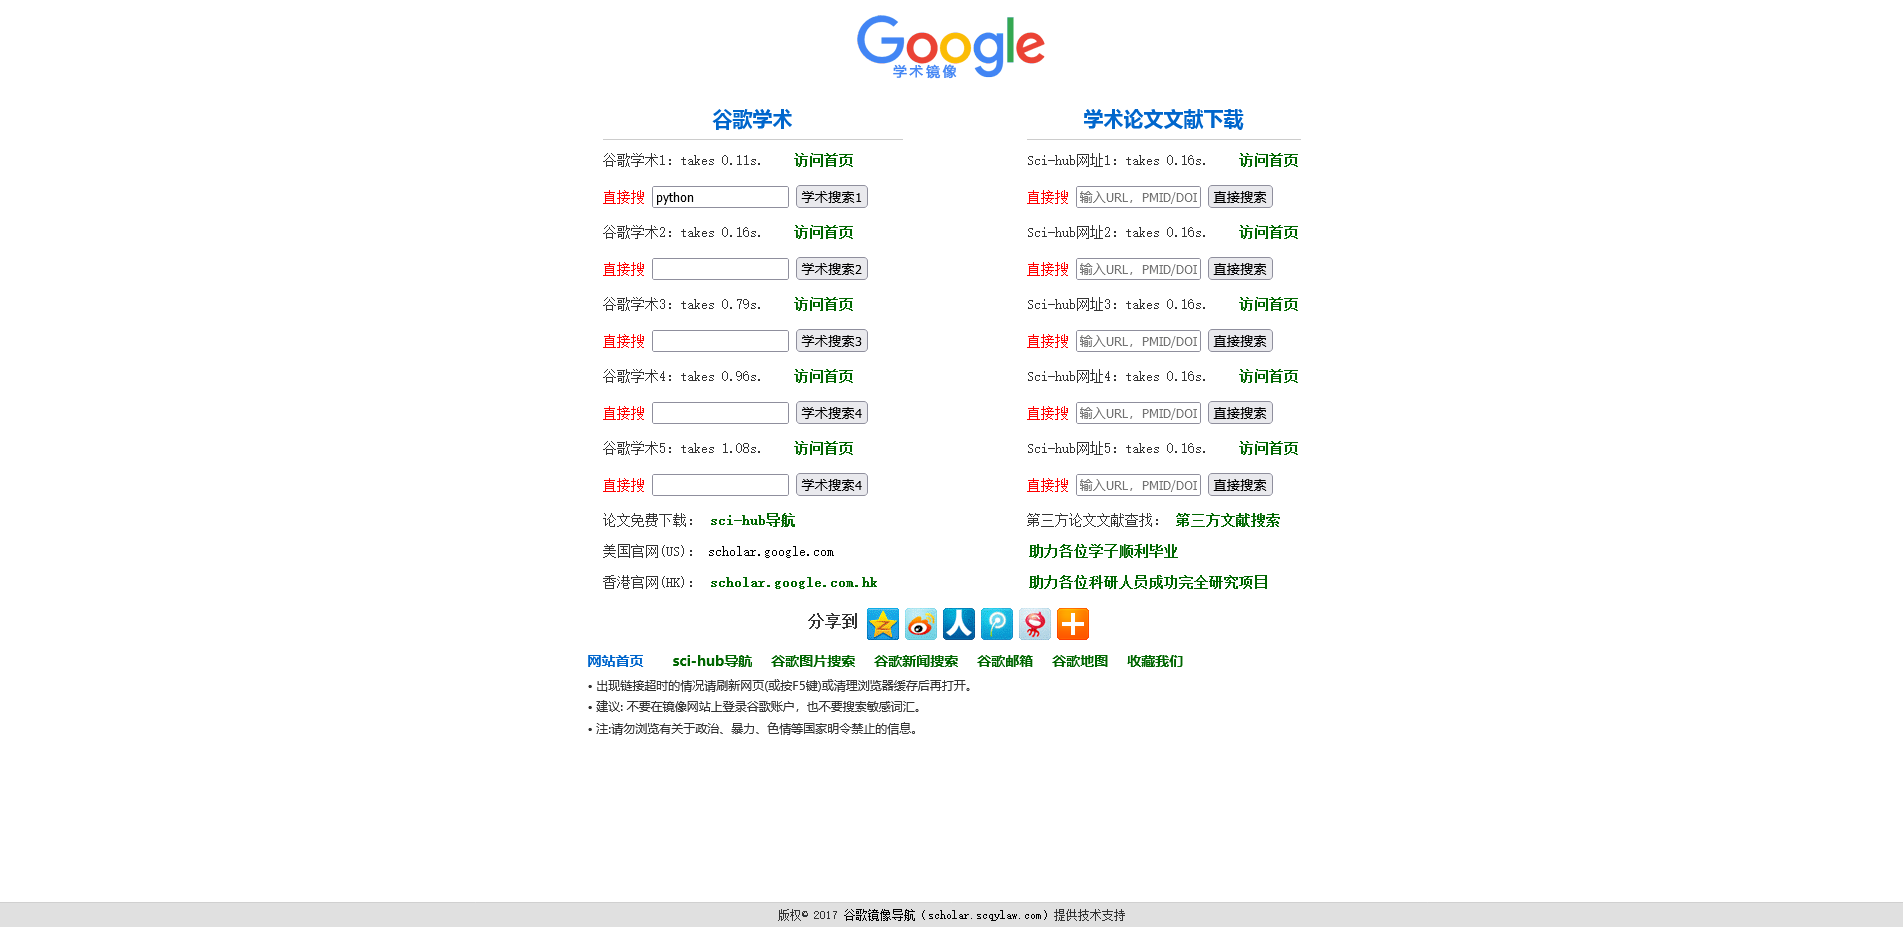 Google
学术镜像
谷歌学术
谷歌学术1: takes 0.11s. 访问首页
直接搜 python 学术搜索1
谷歌学术2: takes 0.16s. 访问首页
直接搜 学术搜索2
谷歌学术3: takes 0.79s. 访问首页
直接搜 学术搜索3
谷歌学术4: takes 0.96s. 访问首页
直接搜 学术搜索4
谷歌学术5: takes 1.08s. 访问首页
直接搜 学术搜索4
论文免费下载： sci-hub导航
美国官网(US)： scholar.google.com
香港官网(HK)： scholar.google.com.hk
学术论文文献下载
Sci-hub网址1: takes 0.16s. 访问首页
直接搜 输入URL，PMID/DOI 直接搜索
Sci-hub网址2: takes 0.16s. 访问首页
直接搜 输入URL，PMID/DOI 直接搜索
Sci-hub网址3: takes 0.16s. 访问首页
直接搜 输入URL，PMID/DOI 直接搜索
Sci-hub网址4: takes 0.16s. 访问首页
直接搜 输入URL，PMID/DOI 直接搜索
Sci-hub网址5: takes 0.16s. 访问首页
直接搜 输入URL，PMID/DOI 直接搜索
第三方论文文献查找： 第三方文献搜索
助力各位学子顺利毕业
助力各位科研人员成功完全研究项目
分享到
网站首页 sci-hub导航 谷歌图片搜索 谷歌新闻搜索 谷歌邮箱 谷歌地图 收藏我们
• 出现链接超时的情况请刷新网页(或按F5键)或清理浏览器缓存后再打开。
• 建议: 不要在镜像网站上登录谷歌账户，也不要搜索敏感词汇。
• 注:请勿浏览有关于政治、暴力、色情等国家明令禁止的信息。
版权© 2017 谷歌镜像导航（scholar.scqylaw.com）提供技术支持